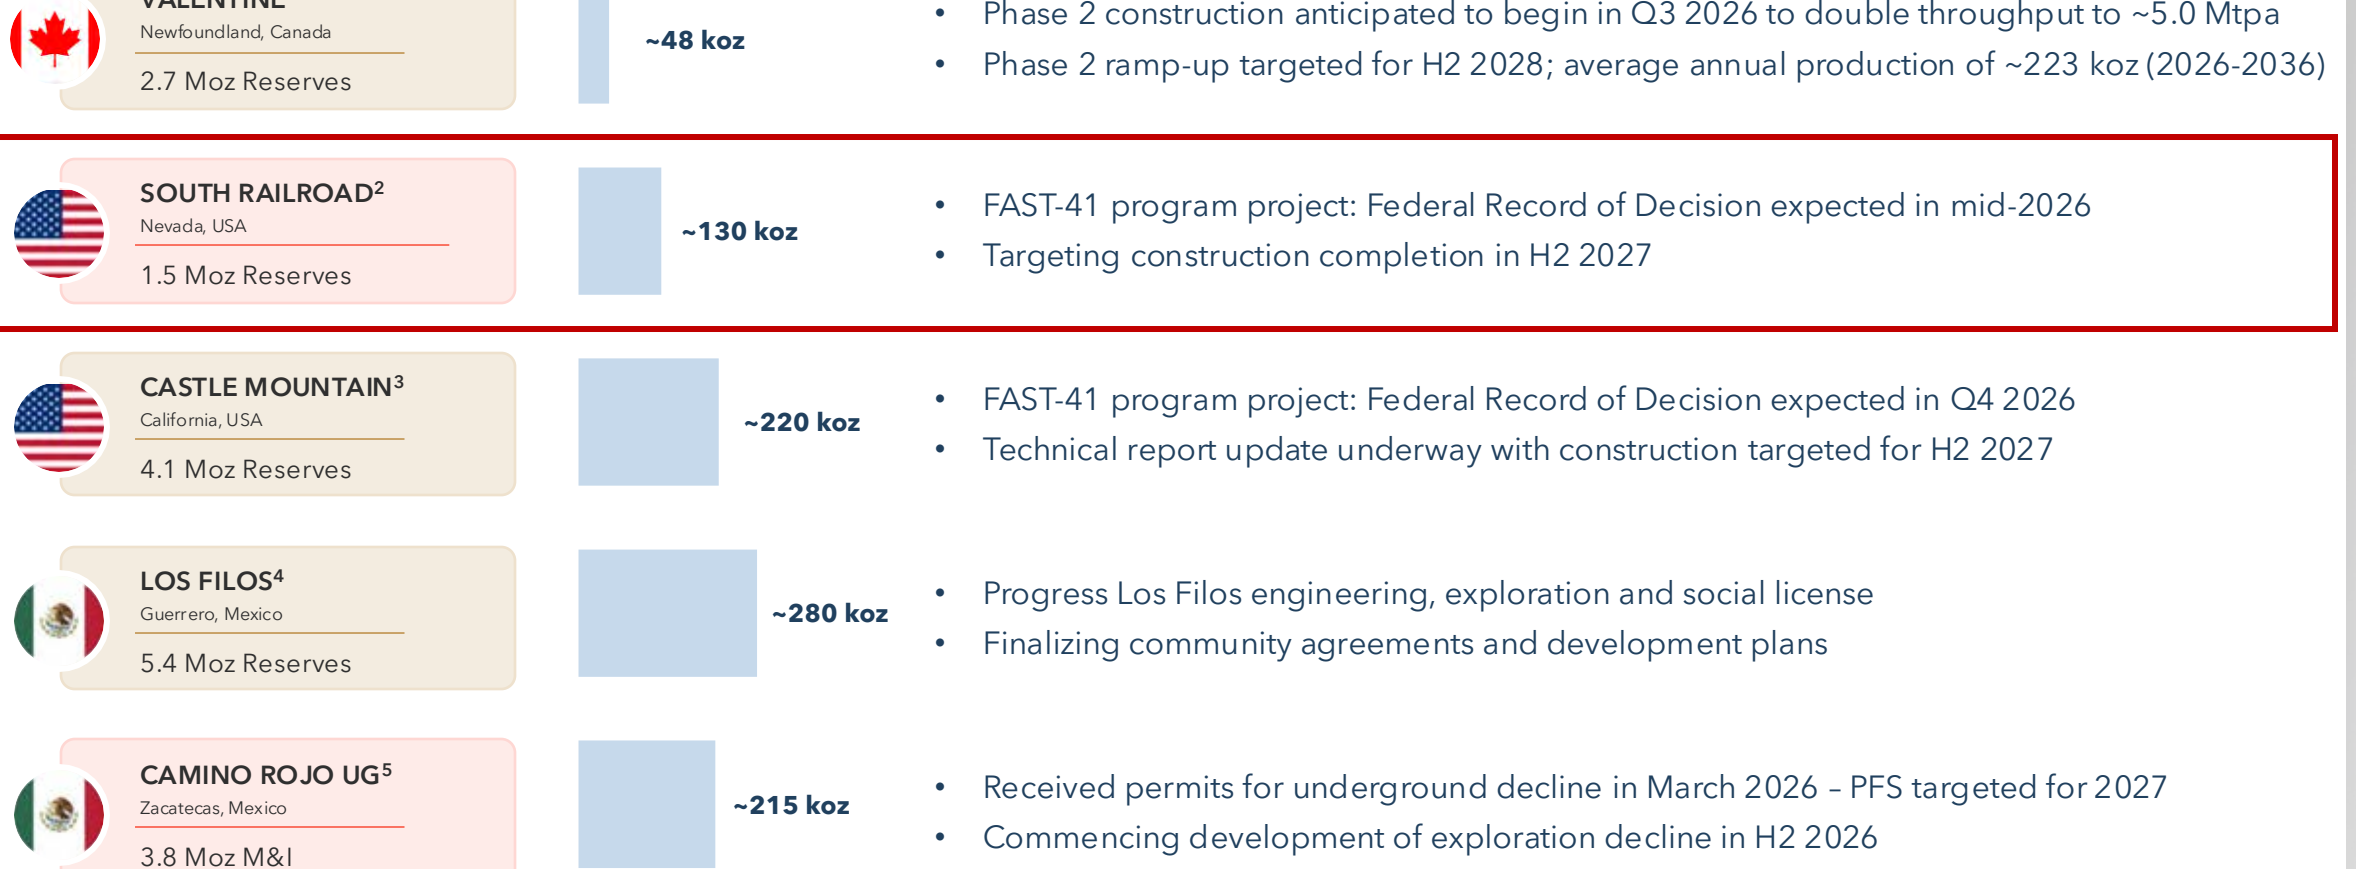 VALENTINE
Newfoundland, Canada
2.7 Moz Reserves
~48 koz
• Phase 2 construction anticipated to begin in Q3 2026 to double throughput to ~5.0 Mtpa
• Phase 2 ramp-up targeted for H2 2028; average annual production of ~223 koz (2026-2036)
SOUTH RAILROAD²
Nevada, USA
1.5 Moz Reserves
~130 koz
• FAST-41 program project: Federal Record of Decision expected in mid-2026
• Targeting construction completion in H2 2027
CASTLE MOUNTAIN³
California, USA
4.1 Moz Reserves
~220 koz
• FAST-41 program project: Federal Record of Decision expected in Q4 2026
• Technical report update underway with construction targeted for H2 2027
LOS FILOS⁴
Guerrero, Mexico
5.4 Moz Reserves
~280 koz
• Progress Los Filos engineering, exploration and social license
• Finalizing community agreements and development plans
CAMINO ROJO UG⁵
Zacatecas, Mexico
3.8 Moz M&I
~215 koz
• Received permits for underground decline in March 2026 – PFS targeted for 2027
• Commencing development of exploration decline in H2 2026